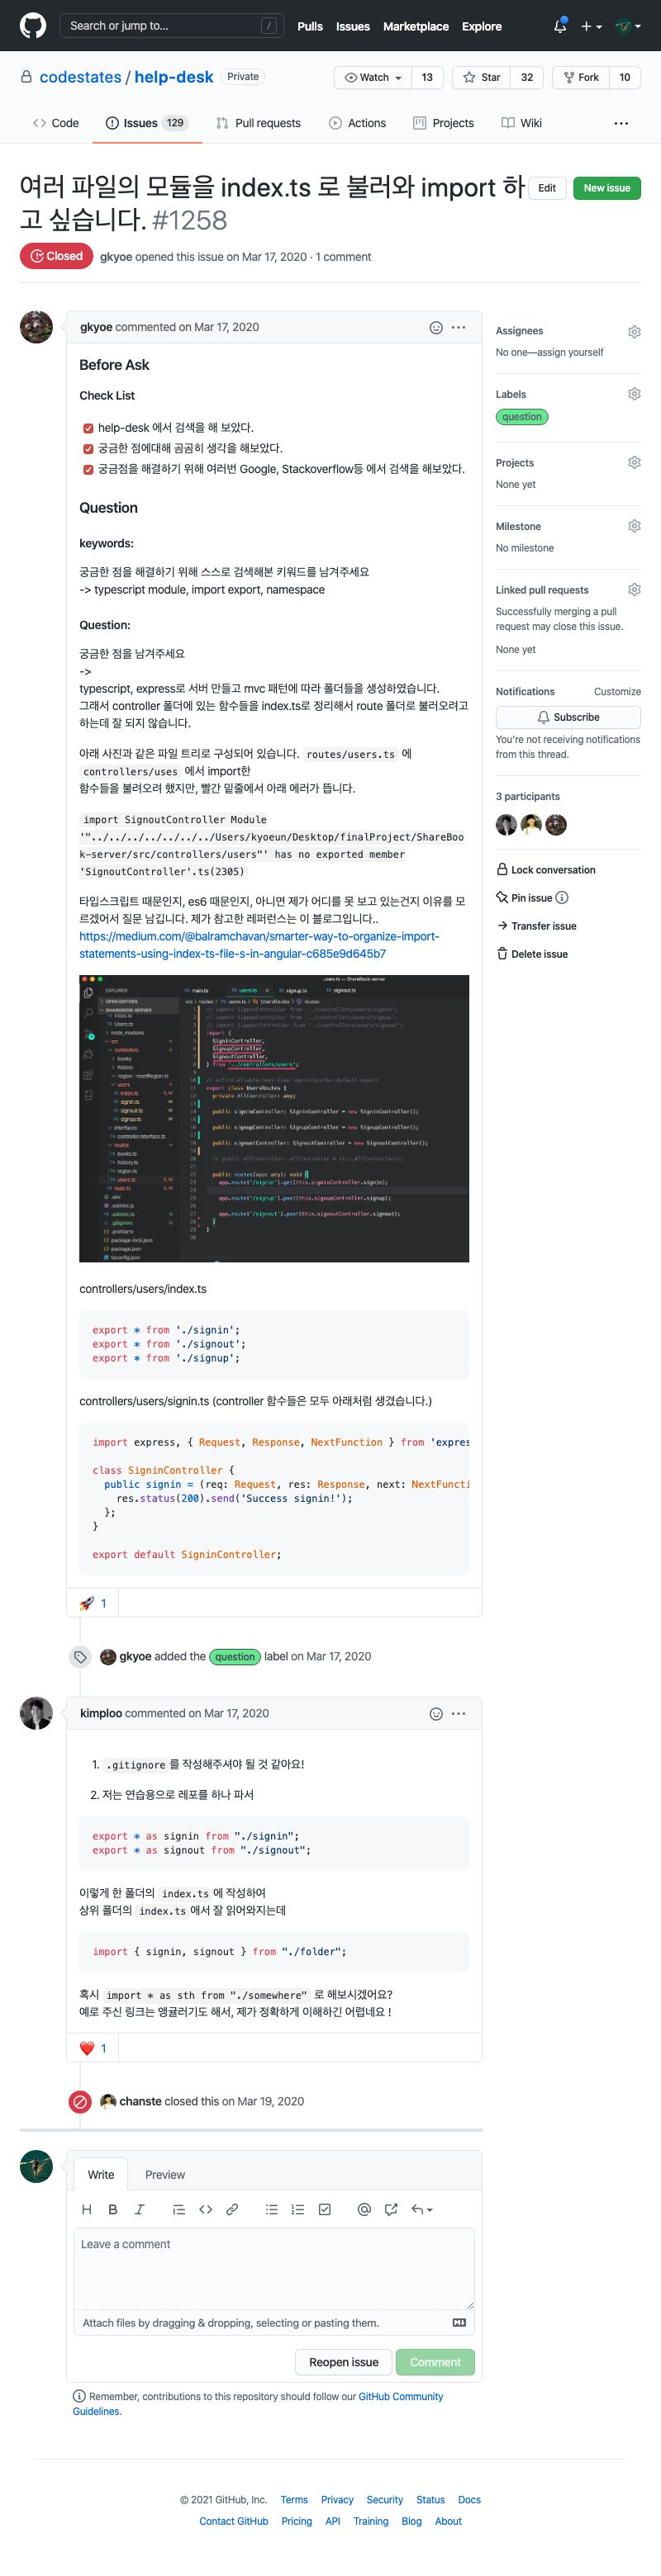 Search or jump to...
/
Pulls Issues Marketplace Explore
codestates / help-desk Private
Watch 13 Star 32 Fork 10
Code Issues 129 Pull requests Actions Projects Wiki
여러 파일의 모듈을 index.ts 로 불러와 import 하
고 싶습니다. #1258
Edit New issue
Closed gkyoe opened this issue on Mar 17, 2020 · 1 comment
gkyoe commented on Mar 17, 2020
Before Ask
Check List
help-desk 에서 검색을 해 보았다.
궁금한 점에대해 곰곰히 생각을 해보았다.
궁금점을 해결하기 위해 여러번 Google, Stackoverflow등 에서 검색을 해보았다.
Question
keywords:
궁금한 점을 해결하기 위해 스스로 검색해본 키워드를 남겨주세요
-> typescript module, import export, namespace
Question:
궁금한 점을 남겨주세요
->
typescript, express로 서버 만들고 mvc 패턴에 따라 폴더들을 생성하였습니다.
그래서 controller 폴더에 있는 함수들을 index.ts로 정리해서 route 폴더로 불러오려고
하는데 잘 되지 않습니다.
아래 사진과 같은 파일 트리로 구성되어 있습니다. routes/users.ts 에
controllers/uses 에서 import한
함수들을 불러오려 했지만, 빨간 밑줄에서 아래 에러가 뜹니다.
import SignoutController Module
'"../../../../../../../Users/kyoeun/Desktop/finalProject/ShareBoo
k-server/src/controllers/users"' has no exported member
'SignoutController'.ts(2305)
타입스크립트 때문인지, es6 때문인지, 아니면 제가 어디를 못 보고 있는건지 이유를 모
르겠어서 질문 남깁니다. 제가 참고한 레퍼런스는 이 블로그입니다..
https://medium.com/@balramchavan/smarter-way-to-organize-import-
statements-using-index-ts-file-s-in-angular-c685e9d645b7
controllers/users/index.ts
export * from './signin';
export * from './signout';
export * from './signup';
controllers/users/signin.ts (controller 함수들은 모두 아래처럼 생겼습니다.)
import express, { Request, Response, NextFunction } from 'expres
class SigninController {
public signin = (req: Request, res: Response, next: NextFuncti
res.status(200).send('Success signin!');
};
}
export default SigninController;
1
gkyoe added the question label on Mar 17, 2020
kimploo commented on Mar 17, 2020
1. .gitignore 를 작성해주셔야 될 것 같아요!
2. 저는 연습용으로 레포를 하나 파서
export * as signin from "./signin";
export * as signout from "./signout";
이렇게 한 폴더의 index.ts 에 작성하여
상위 폴더의 index.ts 애서 잘 읽어와지는데
import { signin, signout } from "./folder";
혹시 import * as sth from "./somewhere" 로 해보시겠어요?
예로 주신 링크는 앵귤러기도 해서, 제가 정확하게 이해하긴 어렵네요 !
1
chanste closed this on Mar 19, 2020
Write Preview
H B I
Leave a comment
Attach files by dragging & dropping, selecting or pasting them.
Reopen issue Comment
Remember, contributions to this repository should follow our GitHub Community
Guidelines.
Assignees
No one—assign yourself
Labels
question
Projects
None yet
Milestone
No milestone
Linked pull requests
Successfully merging a pull
request may close this issue.
None yet
Notifications Customize
Subscribe
You're not receiving notifications
from this thread.
3 participants
Lock conversation
Pin issue
Transfer issue
Delete issue
© 2021 GitHub, Inc. Terms Privacy Security Status Docs
Contact GitHub Pricing API Training Blog About